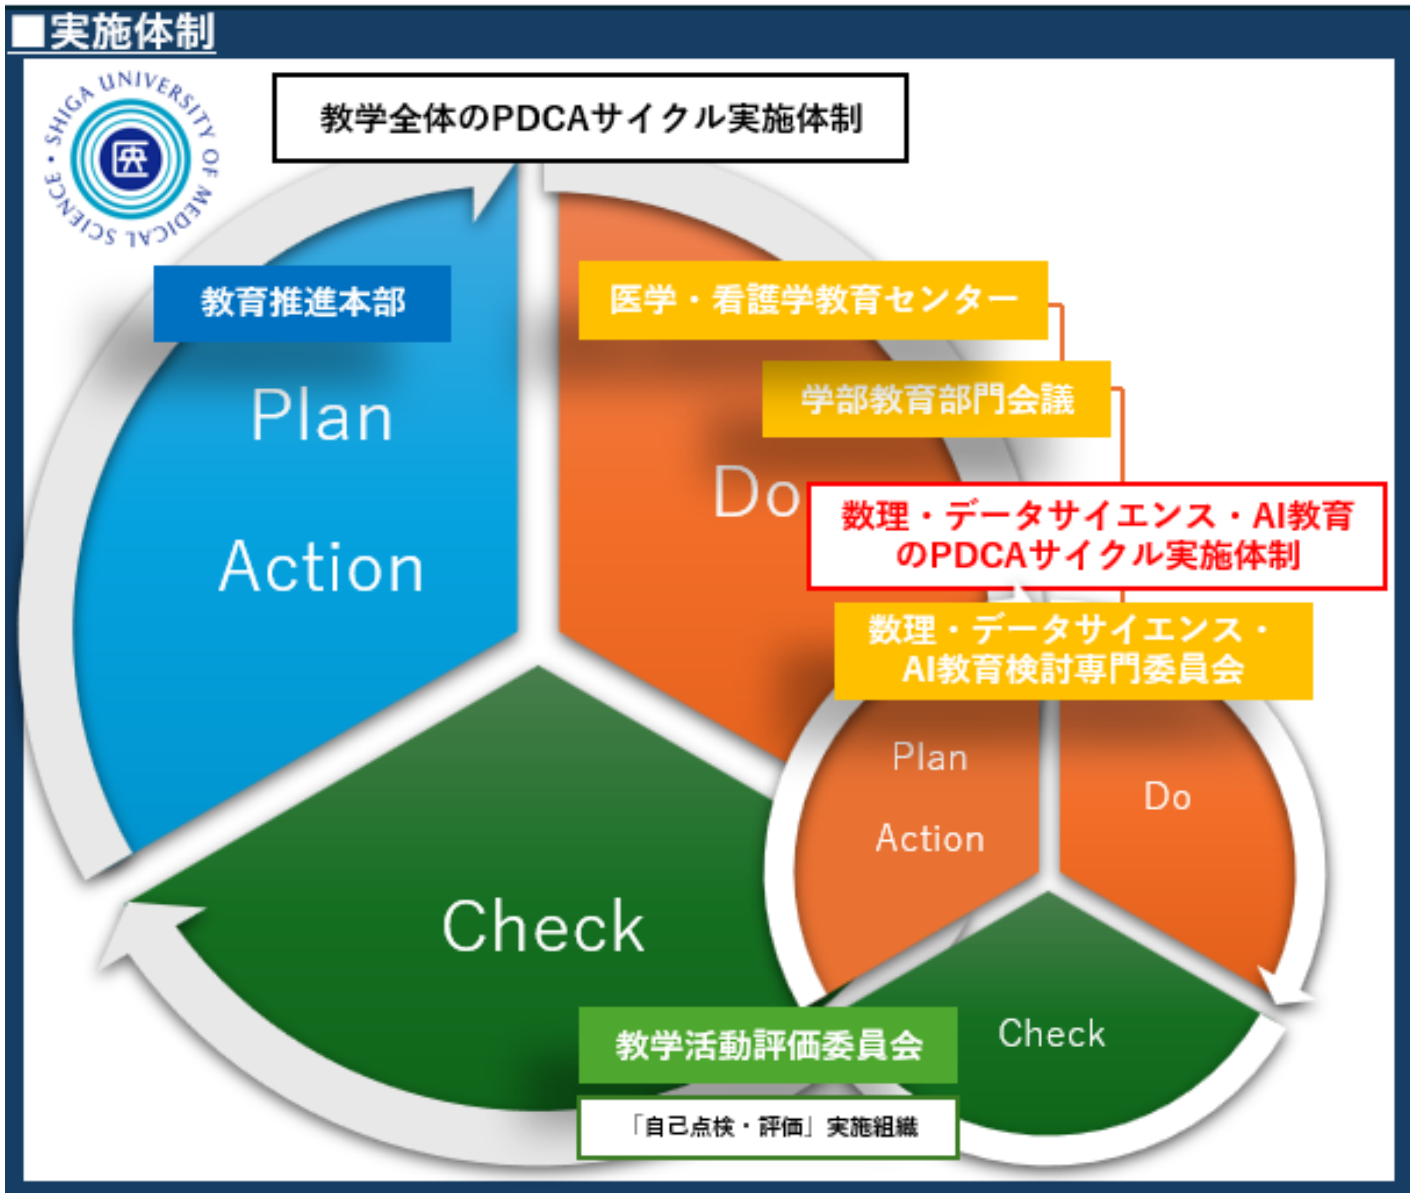 ■実施体制
SHIGA UNIVERSITY OF MEDICAL SCIENCE・
医
教学全体のPDCAサイクル実施体制
教育推進本部
医学・看護学教育センター
学部教育部門会議
Plan
Action
Do
数理・データサイエンス・AI教育
のPDCAサイクル実施体制
数理・データサイエンス・
AI教育検討専門委員会
Plan
Action
Do
Check
Check
教学活動評価委員会
「自己点検・評価」実施組織